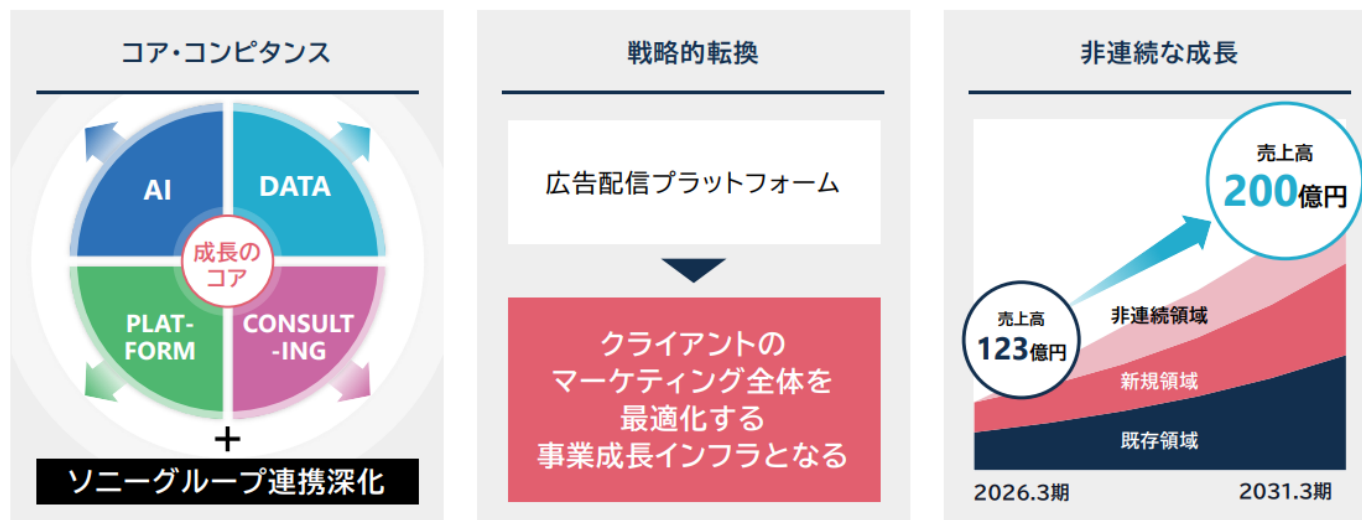 コア・コンピタンス
AI
DATA
成長の
コア
PLAT-
FORM
CONSULT
-ING
+
ソニーグループ連携深化
戦略的転換
広告配信プラットフォーム
クライアントの
マーケティング全体を
最適化する
事業成長インフラとなる
非連続な成長
売上高
200億円
売上高
123億円
非連続領域
新規領域
既存領域
2026.3期
2031.3期